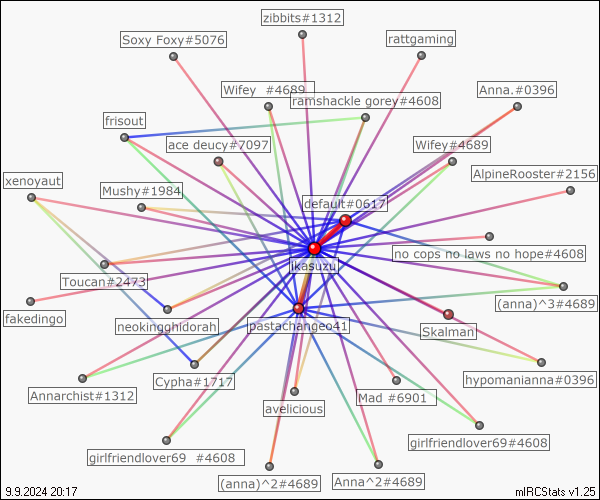 zibbits#1312
Soxy Foxy#5076
rattgaming
Wifey  #4689
Anna.#0396
ramshackle gorey#4608
frisout
ace deucy#7097
Wifey#4689
xenoyaut
AlpineRooster#2156
Mushy#1984
default#0617
no cops no laws no hope#4608
ikasuzu
Toucan#2473
(anna)^3#4689
fakedingo
neokingghidorah
pastachangeo41
Skalman
Cypha#1717
hypomanianna#0396
Annarchist#1312
Mad #6901
avelicious
girlfriendlover69#4608
girlfriendlover69  #4608
(anna)^2#4689
Anna^2#4689
9.9.2024 20:17
mIRCStats v1.25